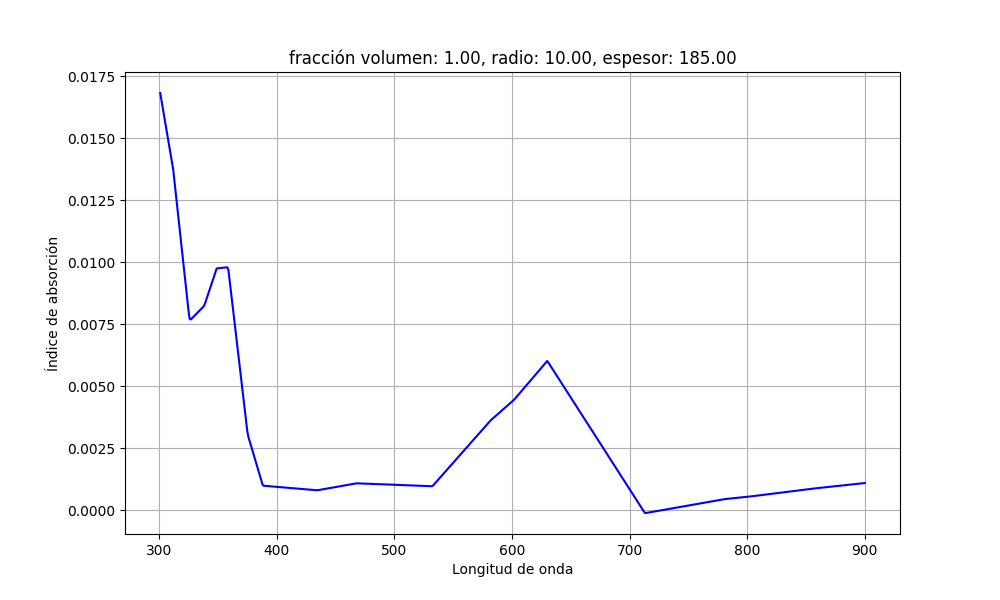 fracción volumen: 1.00, radio: 10.00, espesor: 185.00
0.0175
0.0150
0.0125
0.0100
0.0075
0.0050
0.0025
0.0000
Índice de absorción
300 400 500 600 700 800 900
Longitud de onda